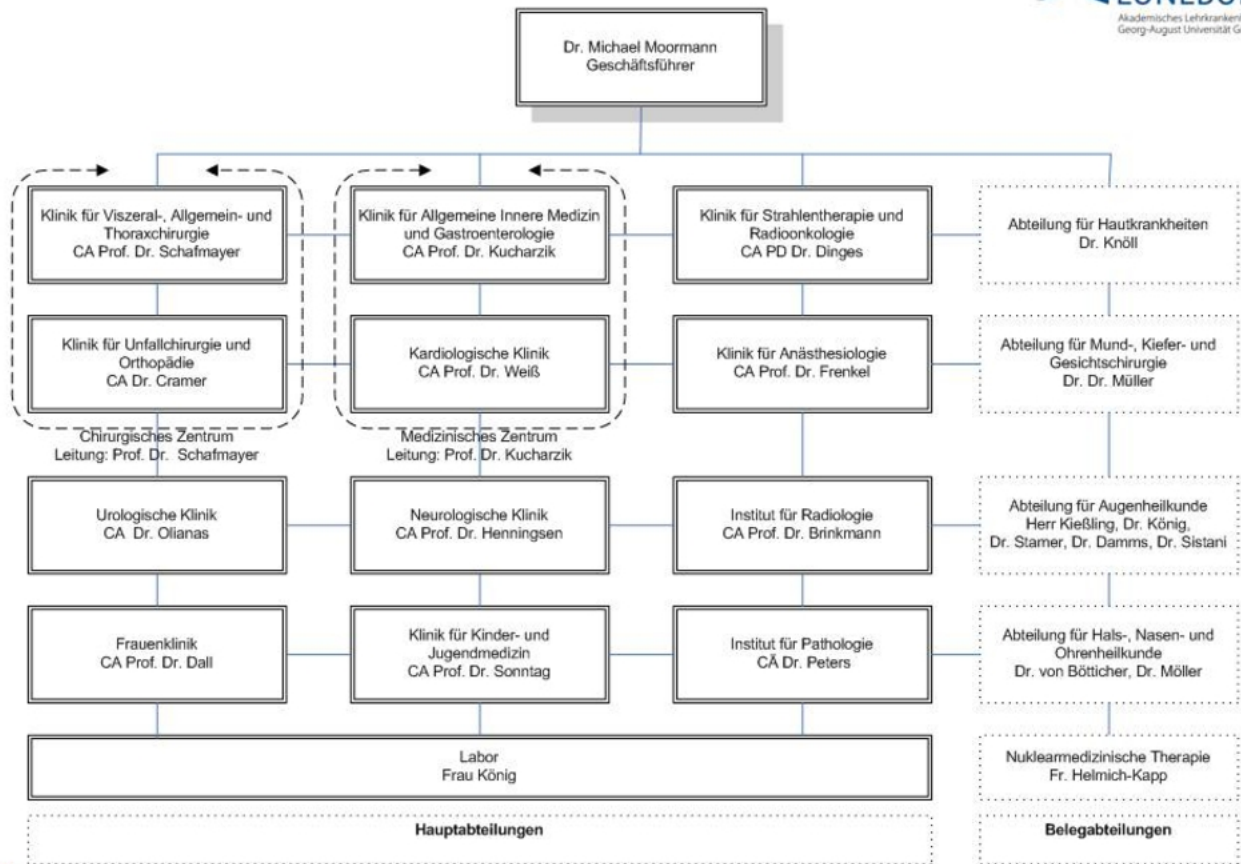 Akademisches
Georg-August Universität
Dr. Michael Moormann
Geschäftsführer
Klinik für Viszeral-, Allgemein- und
Thoraxchirurgie
CA Prof. Dr. Schafmayer
Klinik für Allgemeine Innere Medizin
und Gastroenterologie
CA Prof. Dr. Kucharzik
Klinik für Strahlentherapie und
Radioonkologie
CA PD Dr. Dinges
Abteilung für Hautkrankheiten
Dr. Knöll
Klinik für Unfallchirurgie und
Orthopädie
CA Dr. Cramer
Kardiologische Klinik
CA Prof. Dr. Weiß
Klinik für Anästhesiologie
CA Prof. Dr. Frenkel
Abteilung für Mund-, Kiefer- und
Gesichtschirurgie
Dr. Dr. Müller
Chirurgisches Zentrum
Leitung: Prof. Dr. Schafmayer
Medizinisches Zentrum
Leitung: Prof. Dr. Kucharzik
Urologische Klinik
CA Dr. Olianas
Neurologische Klinik
CA Prof. Dr. Henningsen
Institut für Radiologie
CA Prof. Dr. Brinkmann
Abteilung für Augenheilkunde
Herr Kießling, Dr. König,
Dr. Stamer, Dr. Damms, Dr. Sistani
Frauenklinik
CA Prof. Dr. Dall
Klinik für Kinder- und
Jugendmedizin
CA Prof. Dr. Sonntag
Institut für Pathologie
CÄ Dr. Peters
Abteilung für Hals-, Nasen- und
Ohrenheilkunde
Dr. von Bötticher, Dr. Möller
Labor
Frau König
Nuklearmedizinische Therapie
Fr. Helmich-Kapp
Hauptabteilungen
Belegabteilungen